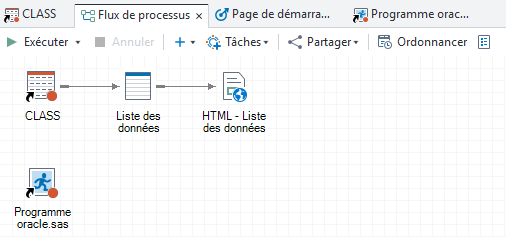 CLASS Flux de processus × Page de démarra... Programme orac...
Exécuter Annuler Tâches Partager Ordonnancer
CLASS Liste des données HTML - Liste des données
Programme
oracle.sas